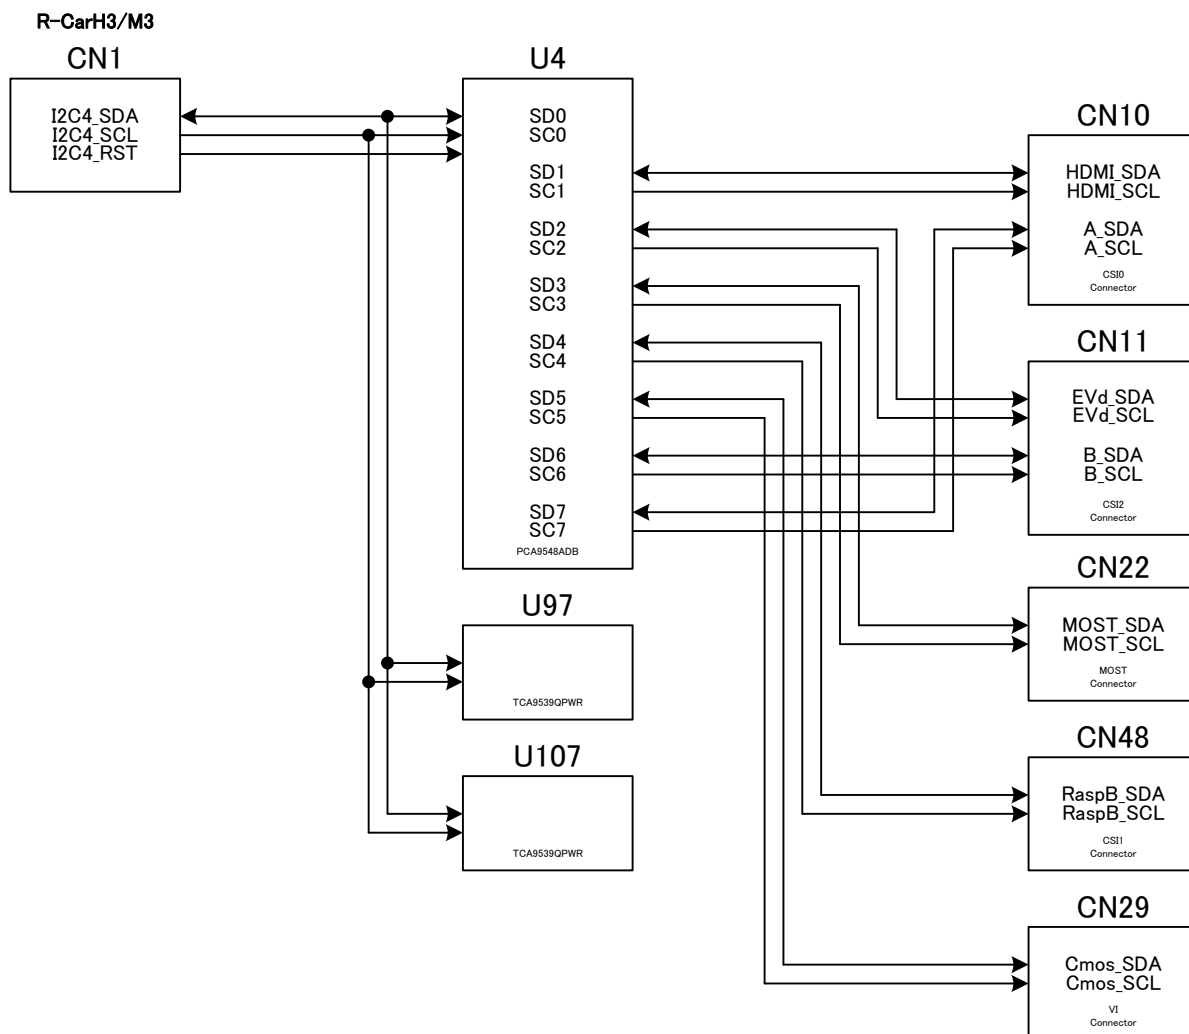 R-CarH3/M3
CN1
I2C4_SDA
I2C4_SCL
I2C4_RST
U4
SD0
SC0
SD1
SC1
SD2
SC2
SD3
SC3
SD4
SC4
SD5
SC5
SD6
SC6
SD7
SC7
PCA9548ADB
U97
TCA9539QPWR
U107
TCA9539QPWR
CN10
HDMI_SDA
HDMI_SCL
A_SDA
A_SCL
CSI0
Connector
CN11
EVd_SDA
EVd_SCL
B_SDA
B_SCL
CSI2
Connector
CN22
MOST_SDA
MOST_SCL
MOST
Connector
CN48
RaspB_SDA
RaspB_SCL
CSI1
Connector
CN29
Cmos_SDA
Cmos_SCL
VI
Connector